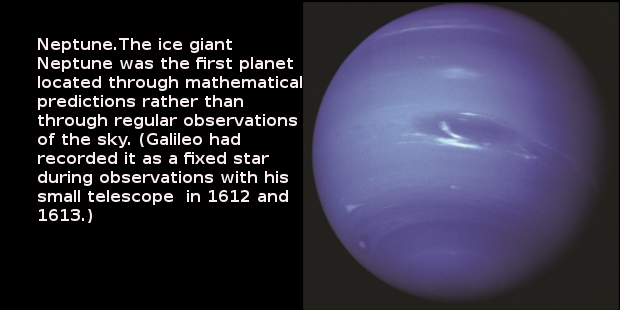 Neptune.The ice giant
Neptune was the first planet
located through mathematical
predictions rather than
through regular observations
of the sky. (Galileo had
recorded it as a fixed star
during observations with his
small telescope  in 1612 and
1613.)